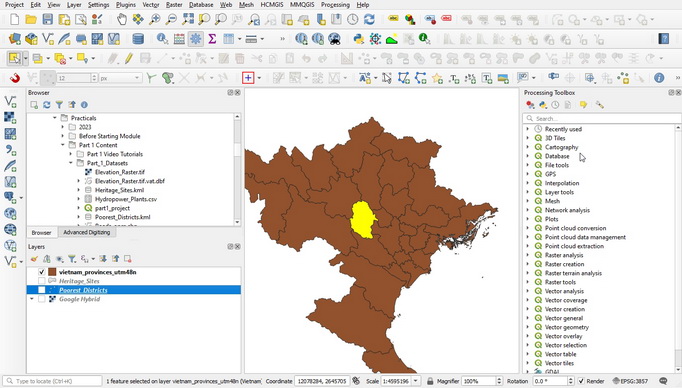 Project Edit View Layer Settings Plugins Vector Raster Database Web Mesh HCMGIS MMQGIS Processing Help
12 px
Browser
Practicals
2023
Before Starting Module
Part 1 Content
Part 1 Video Tutorials
Part_1_Datasets
Elevation_Raster.tif
Elevation_Raster.tif.vat.dbf
Heritage_Sites.kml
Hydropower_Plants.csv
part1_project
Poorest_Districts.kml
Browser Advanced Digitizing
Layers
vietnam_provinces_utm48n
Heritage_Sites
Poorest_Districts
Google Hybrid
Processing Toolbox
Search...
Recently used
3D Tiles
Cartography
Database
File tools
GPS
Interpolation
Layer tools
Mesh
Network analysis
Plots
Point cloud conversion
Point cloud data management
Point cloud extraction
Raster analysis
Raster creation
Raster terrain analysis
Raster tools
Vector analysis
Vector coverage
Vector creation
Vector general
Vector geometry
Vector overlay
Vector selection
Vector table
Vector tiles
GDAL
Type to locate (Ctrl+K) 1 feature selected on layer vietnam_provinces_utm48n (Vietnam Coordinate 12078284, 2645705 Scale 1:4595196 Magnifier 100% Rotation 0.0 ° Render EPSG:3857